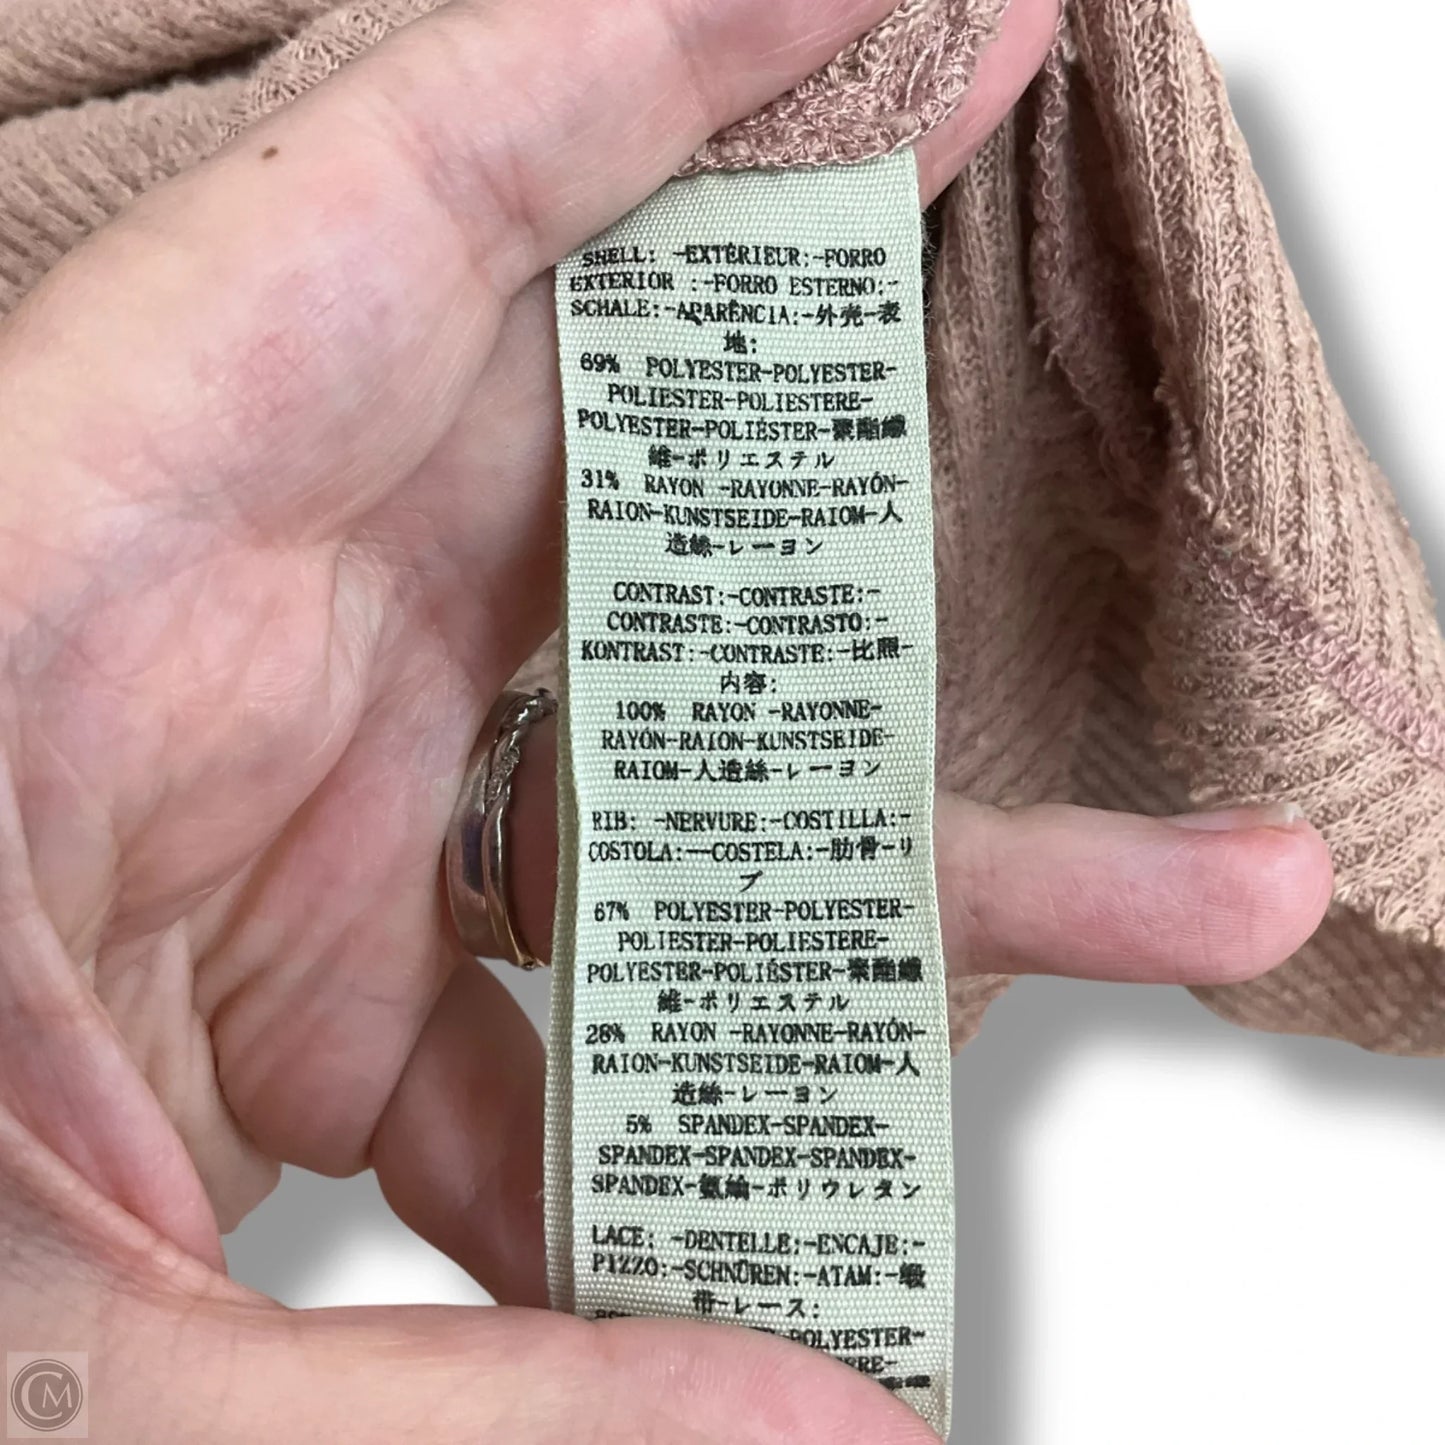 SHELL: -EXTÉRIEUR:-FORRO
EXTERIOR :-FORRO ESTERNO:-
SCHALE:-APARÊNCIA:-外壳-表
地:
69% POLYESTER-POLYESTER-
POLIESTER-POLIESTERE-
POLYESTER-POLIÉSTER-聚酯纖
維-ポリエステル
31% RAYON -RAYONNE-RAYÓN-
RAION-KUNSTSEIDE-RAIOM-人
造絲-レーヨン
CONTRAST:-CONTRASTE:-
CONTRASTE:-CONTRASTO:-
KONTRAST:-CONTRASTE:-比照-
内容:
100% RAYON -RAYONNE-
RAYÓN-RAION-KUNSTSEIDE-
RAIOM-人造絲-レーヨン
RIB: -NERVURE:-COSTILLA:-
COSTOLA:--COSTELA:-肋骨-リ
ブ
67% POLYESTER-POLYESTER-
POLIESTER-POLIESTERE-
POLYESTER-POLIÉSTER-聚酯纖
維-ポリエステル
28% RAYON -RAYONNE-RAYÓN-
RAION-KUNSTSEIDE-RAIOM-人
造絲-レーヨン
5% SPANDEX-SPANDEX-
SPANDEX-SPANDEX-SPANDEX-
SPANDEX-氨綸-ポリウレタン
LACE: -DENTELLE:-ENCAJE:-
PIZZO:-SCHNÜREN:-ATAM:-緞
带-レース:
POLYESTER-
CM